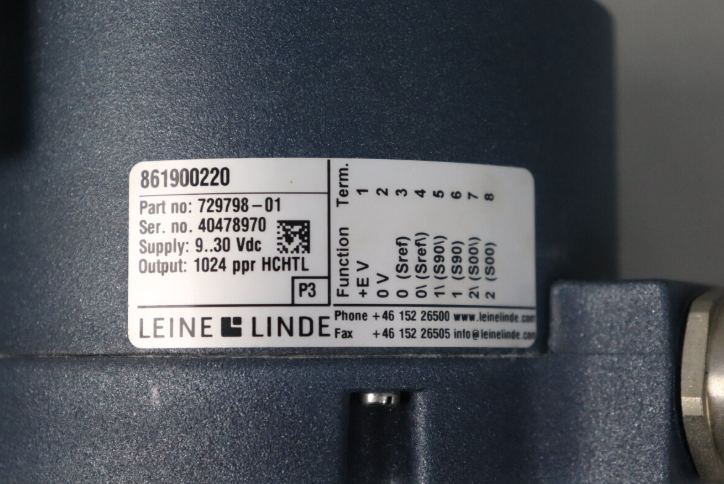 861900220
Part no: 729798-01
Ser. no. 40478970
Supply: 9..30 Vdc
Output: 1024 ppr HCHTL
P3
LEINE LINDE
Function Term.
+E V 1
0 V 2
0 (Sref) 3
0\ (Sref\) 4
1\ (S90\) 5
1 (S90) 6
2\ (S00\) 7
2 (S00) 8
Phone +46 152 26500 www.leinelinde.com
Fax +46 152 26505 info@leinelinde.com